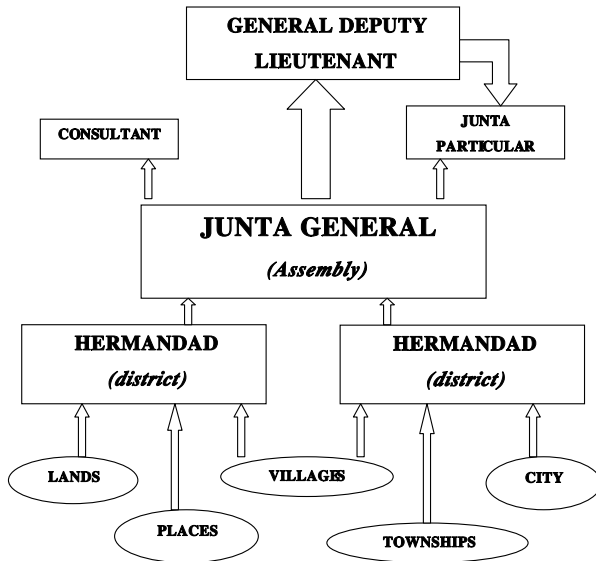 GENERAL DEPUTY
LIEUTENANT
CONSULTANT
JUNTA
PARTICULAR
JUNTA GENERAL
(Assembly)
HERMANDAD
(district)
HERMANDAD
(district)
LANDS
VILLAGES
CITY
PLACES
TOWNSHIPS